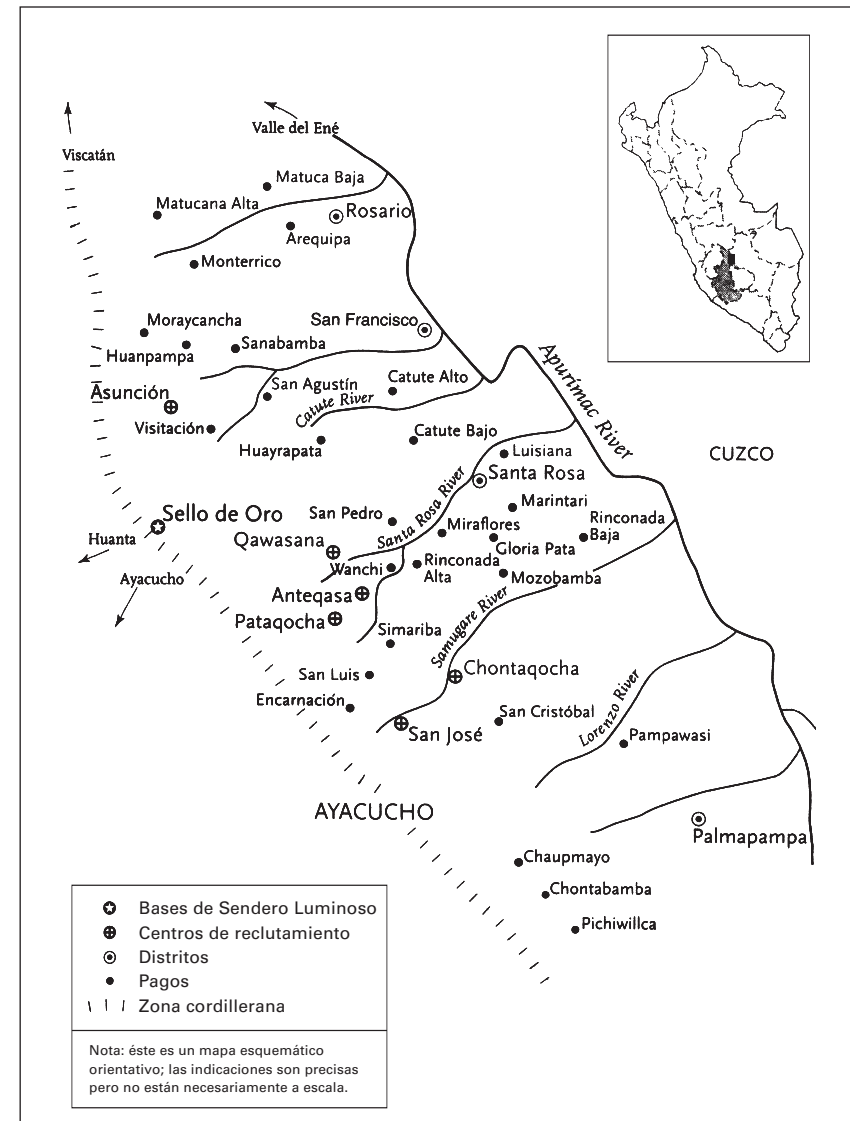 Valle del Ené
Viscatán
Matuca Baja
Matucana Alta
Rosario
Arequipa
Monterrico
Moraycancha
San Francisco
Huanpampa
Sanabamba
Asunción
San Agustín
Catute Alto
Catute River
Visitación
Huayrapata
Catute Bajo
Apurímac River
Luisiana
CUZCO
Santa Rosa
Santa Rosa River
Sello de Oro
San Pedro
Marintari
Miraflores
Rinconada
Baja
Huanta
Qawasana
Gloria Pata
Wanchi
Rinconada
Alta
Mozobamba
Ayacucho
Anteqasa
Pataqocha
Simariba
Samugare River
San Luis
Chontaqocha
Encarnación
San José
San Cristóbal
Lorenzo River
Pampawasi
AYACUCHO
Palmapampa
Chaupmayo
Chontabamba
Pichiwillca
Bases de Sendero Luminoso
Centros de reclutamiento
Distritos
Pagos
Zona cordillerana
Nota: éste es un mapa esquemático
orientativo; las indicaciones son precisas
pero no están necesariamente a escala.